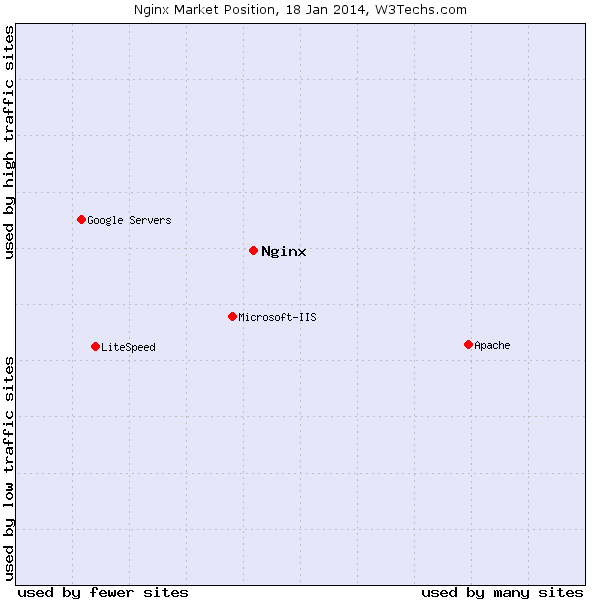 Nginx Market Position, 18 Jan 2014, W3Techs.com
used by high traffic sites
Google Servers
Nginx
Microsoft-IIS
Apache
LiteSpeed
used by low traffic sites
used by fewer sites
used by many sites